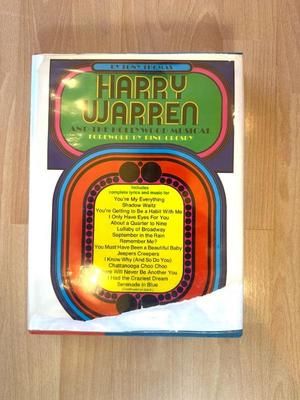 BY TONY THOMAS
HARRY
WARREN
AND THE HOLLYWOOD MUSICAL
FOREWORD BY BING CROSBY
Includes
complete lyrics and music for
You're My Everything
Shadow Waltz
You're Getting to Be a Habit With Me
I Only Have Eyes For You
About a Quarter to Nine
Lullaby of Broadway
September in the Rain
Remember Me?
You Must Have Been a Beautiful Baby
Jeepers Creepers
I Know Why (And So Do You)
Chattanooga Choo Choo
There Will Never Be Another You
I Had the Craziest Dream
Serenade in Blue